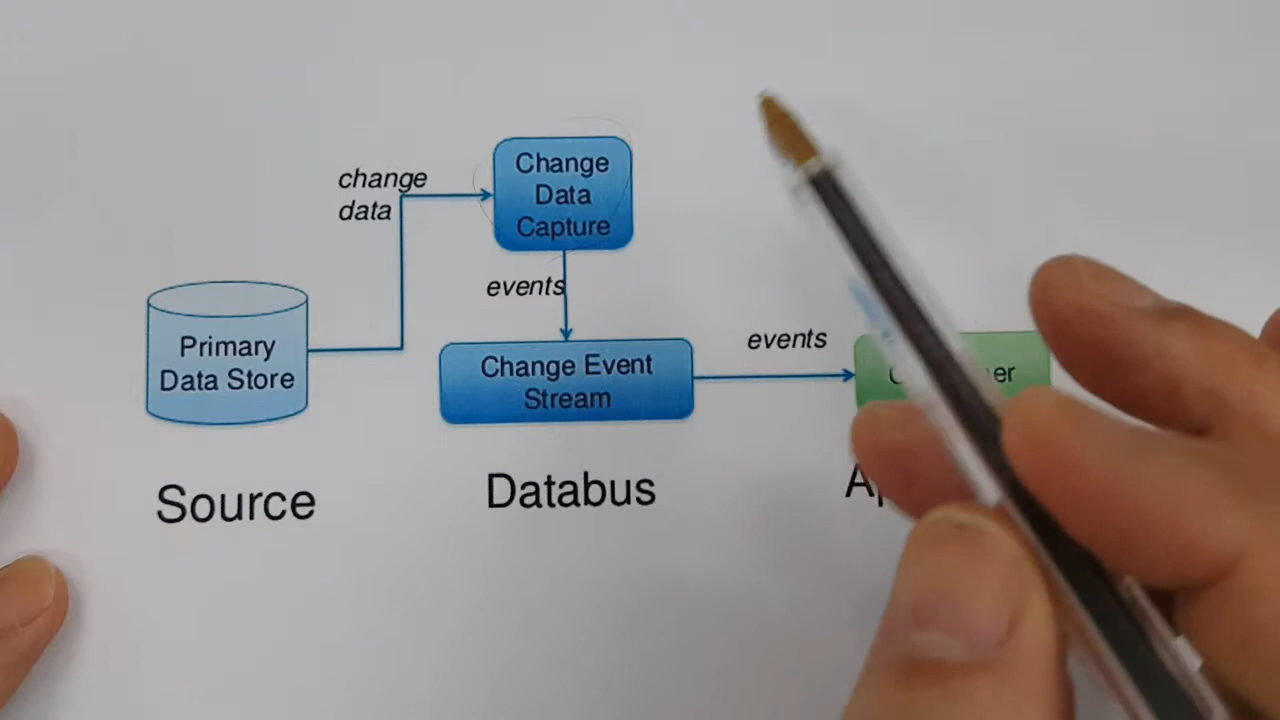 change
data
Change
Data
Capture
events
Primary
Data Store
Change Event
Stream
events
Source
Databus